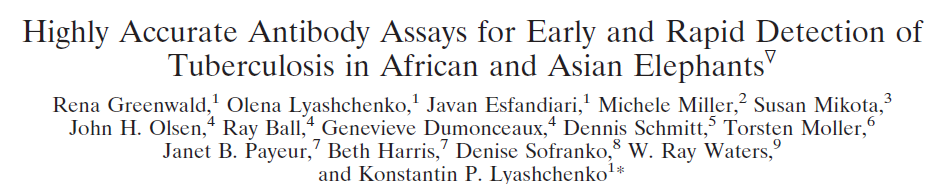 Highly Accurate Antibody Assays for Early and Rapid Detection of
Tuberculosis in African and Asian Elephants∇
Rena Greenwald,1 Olena Lyashchenko,1 Javan Esfandiari,1 Michele Miller,2 Susan Mikota,3
John H. Olsen,4 Ray Ball,4 Genevieve Dumonceaux,4 Dennis Schmitt,5 Torsten Moller,6
Janet B. Payeur,7 Beth Harris,7 Denise Sofranko,8 W. Ray Waters,9
and Konstantin P. Lyashchenko1*